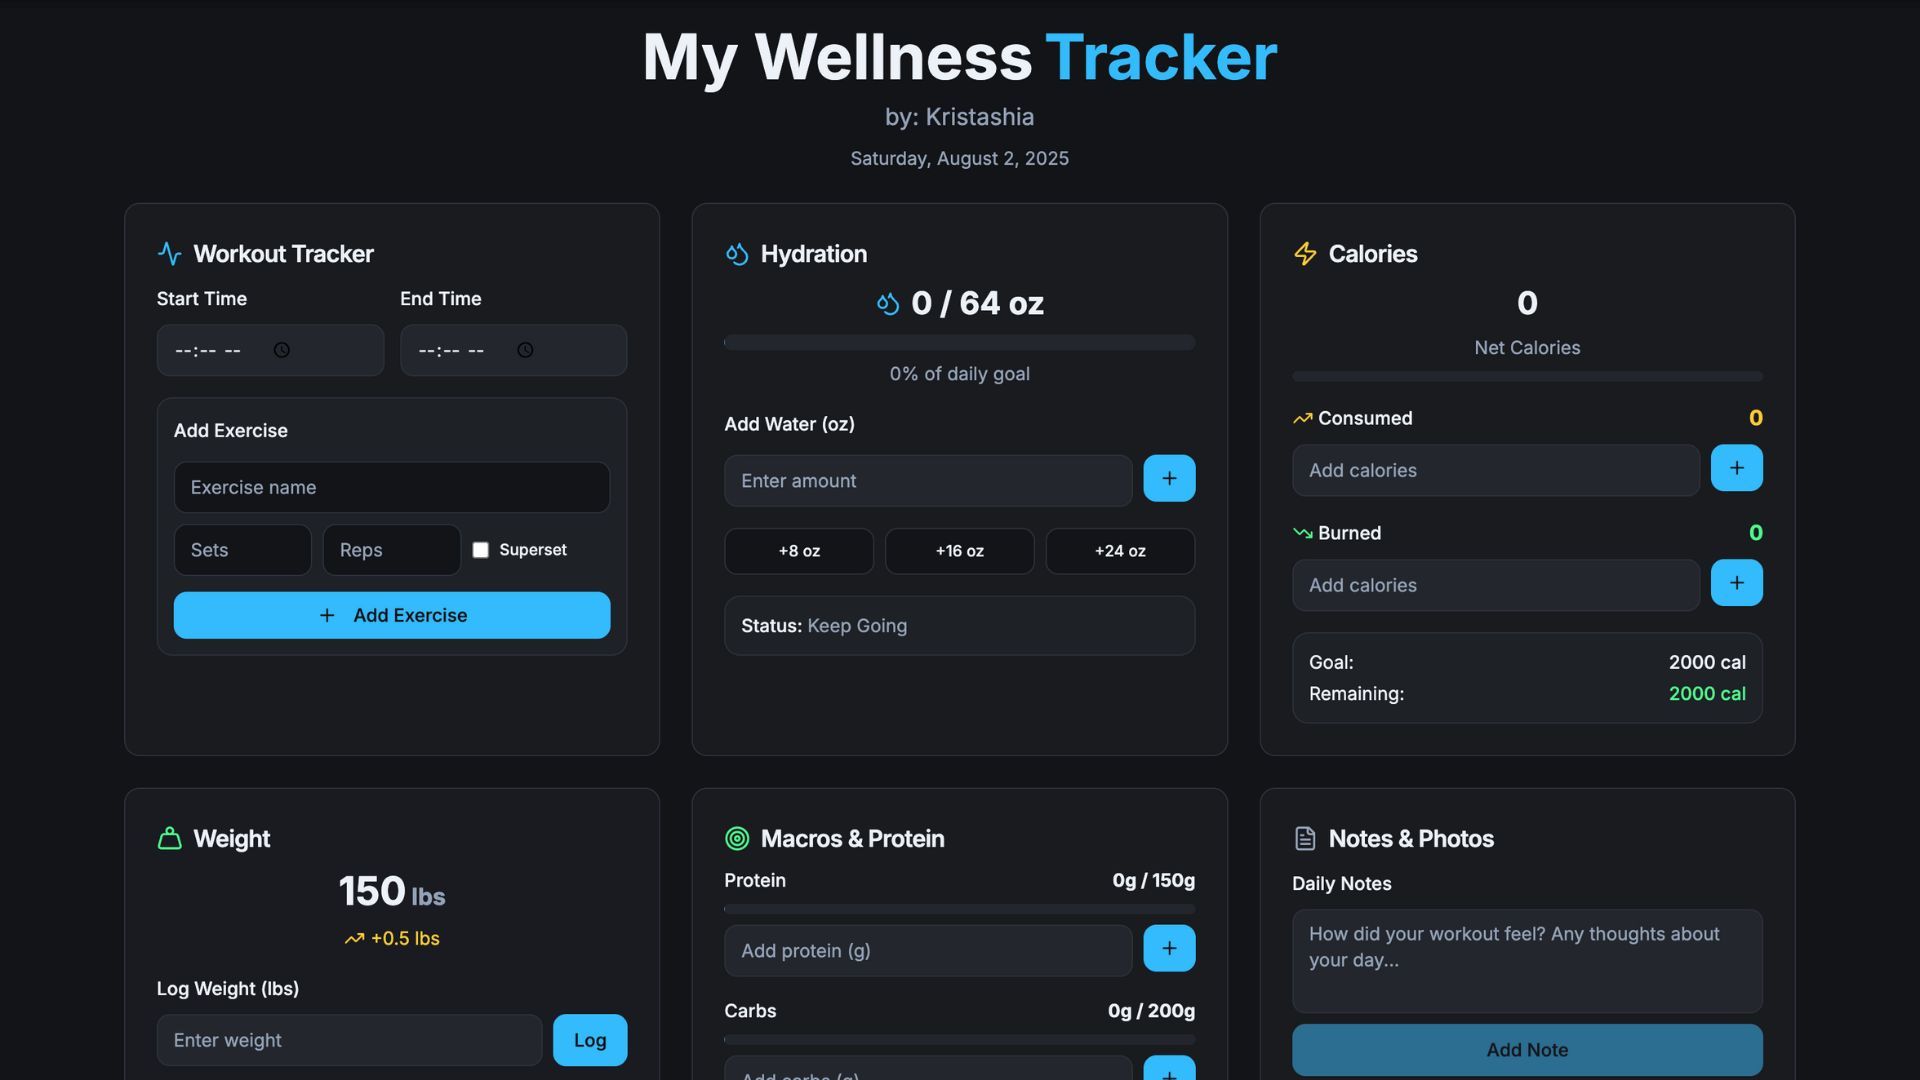 My Wellness Tracker
by: Kristashia
Saturday, August 2, 2025
Workout Tracker
Start Time
End Time
--:-- --
--:-- --
Add Exercise
Exercise name
Sets
Reps
Superset
+ Add Exercise
Hydration
0 / 64 oz
0% of daily goal
Add Water (oz)
Enter amount
+
+8 oz
+16 oz
+24 oz
Status: Keep Going
Calories
0
Net Calories
Consumed
0
Add calories
+
Burned
0
Add calories
+
Goal:
2000 cal
Remaining:
2000 cal
Weight
150 lbs
+0.5 lbs
Log Weight (lbs)
Enter weight
Log
Macros & Protein
Protein
0g / 150g
Add protein (g)
+
Carbs
0g / 200g
Add carbs (g)
+
Notes & Photos
Daily Notes
How did your workout feel? Any thoughts about
your day...
Add Note